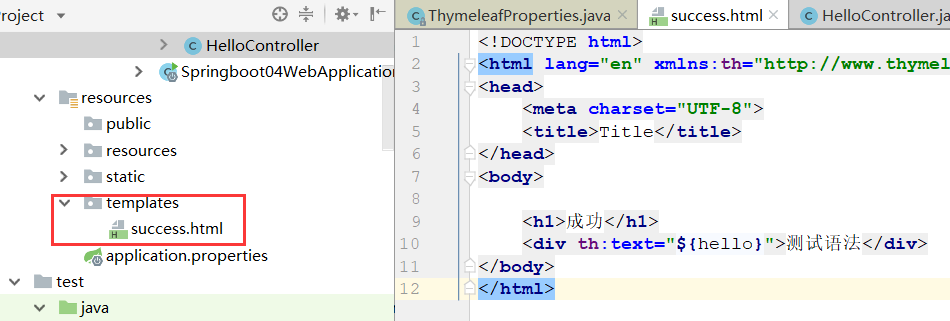 Project
HelloController
Springboot04WebApplication
resources
public
resources
static
templates
success.html
application.properties
test
java
ThymeleafProperties.java
success.html
HelloController.ja
1 <!DOCTYPE html>
2 <html lang="en" xmlns:th="http://www.thymel
3 <head>
4 <meta charset="UTF-8">
5 <title>Title</title>
6 </head>
7 <body>
8
9 <h1>成功</h1>
10 <div th:text="${hello}">测试语法</div>
11 </body>
12 </html>